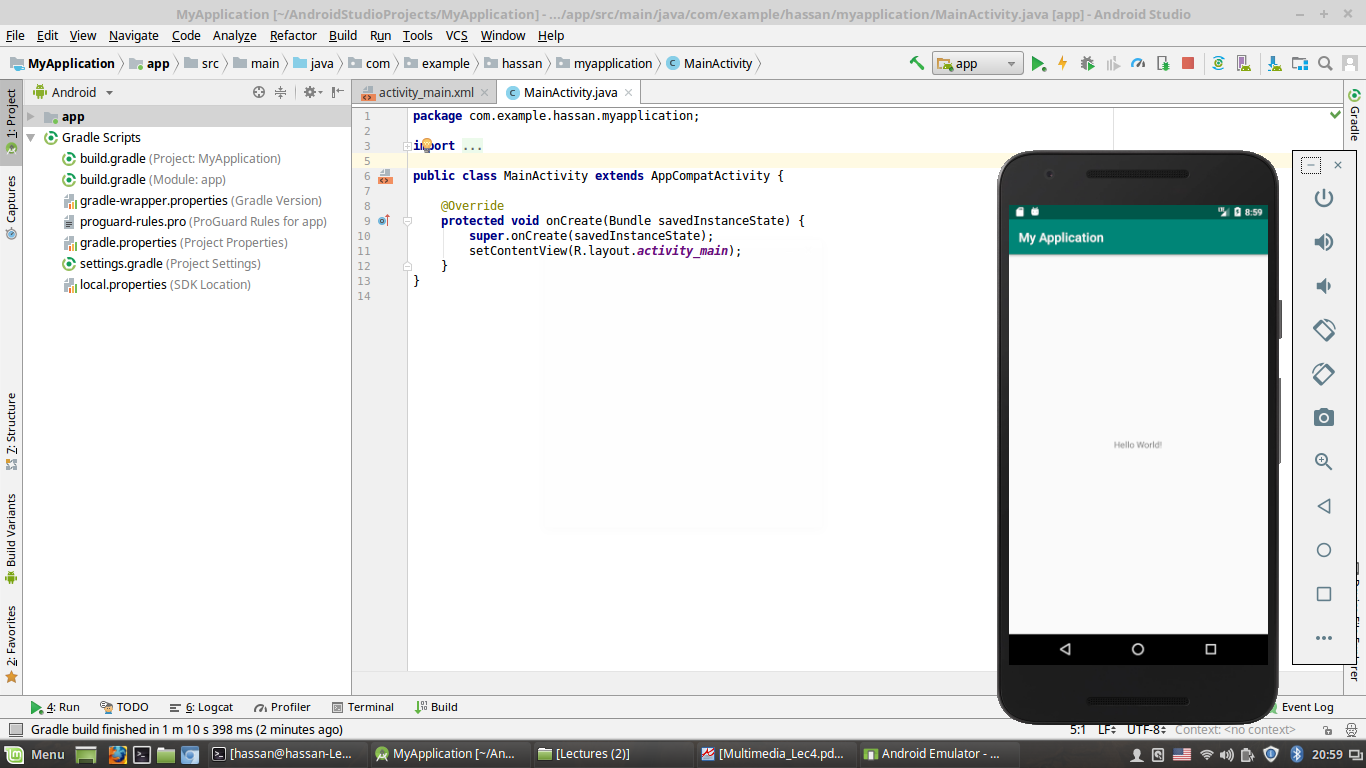 MyApplication [~/AndroidStudioProjects/MyApplication] - .../app/src/main/java/com/example/hassan/myapplication/MainActivity.java [app] - Android Studio
File Edit View Navigate Code Analyze Refactor Build Run Tools VCS Window Help
MyApplication app src main java com example hassan myapplication MainActivity app
1: Project
Captures
7: Structure
Build Variants
2: Favorites
Android
app
Gradle Scripts
build.gradle (Project: MyApplication)
build.gradle (Module: app)
gradle-wrapper.properties (Gradle Version)
proguard-rules.pro (ProGuard Rules for app)
gradle.properties (Project Properties)
settings.gradle (Project Settings)
local.properties (SDK Location)
activity_main.xml MainActivity.java
1 package com.example.hassan.myapplication;
2
3 import ...
5
6 public class MainActivity extends AppCompatActivity {
7
8 @Override
9 protected void onCreate(Bundle savedInstanceState) {
10 super.onCreate(savedInstanceState);
11 setContentView(R.layout.activity_main);
12 }
13 }
14
8:59
My Application
Hello World!
Gradle
4: Run TODO 6: Logcat Profiler Terminal Build Event Log
Gradle build finished in 1 m 10 s 398 ms (2 minutes ago) 5:1 LF UTF-8 Context: <no context>
Menu [hassan@hassan-Le... MyApplication [~/An... [Lectures (2)] [Multimedia_Lec4.pd... Android Emulator - ... 20:59